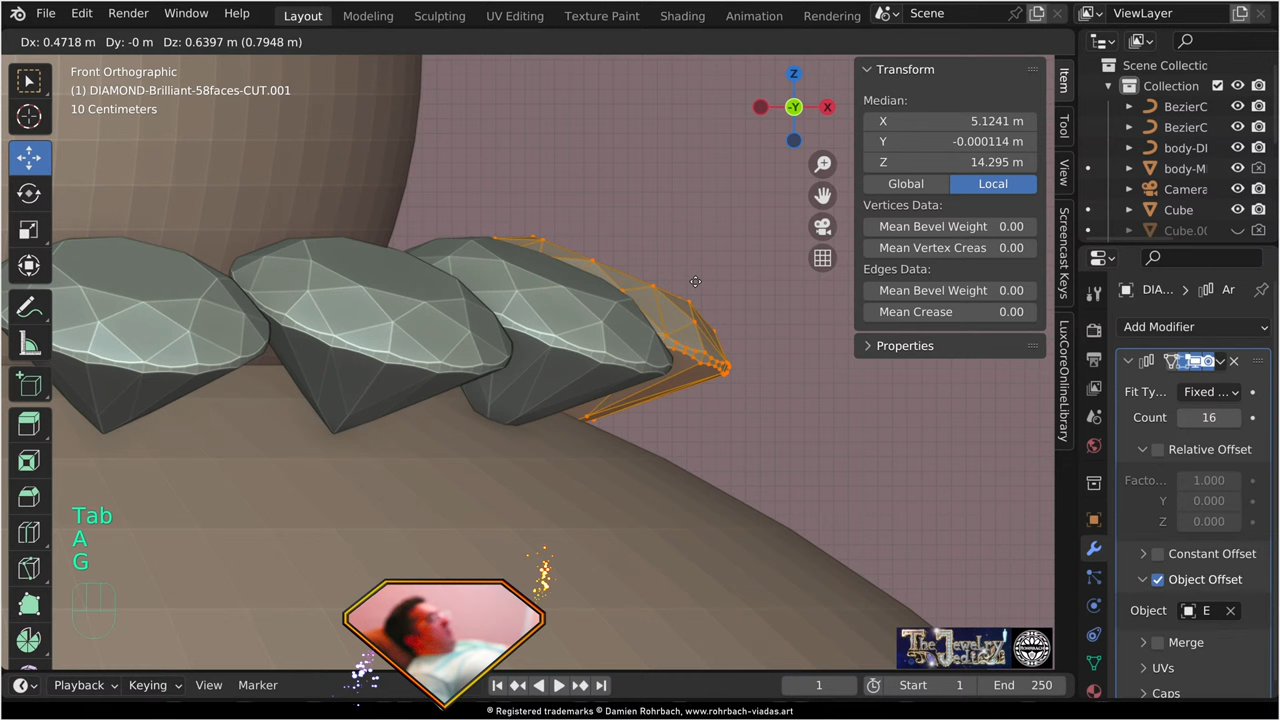 File Edit Render Window Help Layout Modeling Sculpting UV Editing Texture Paint Shading Animation Rendering Scene ViewLayer
Dx: 0.4718 m Dy: -0 m Dz: 0.6397 m (0.7948 m)
Front Orthographic
(1) DIAMOND-Brilliant-58faces-CUT.001
10 Centimeters
Z
-Y
X
Transform
Median:
X 5.1241 m
Y -0.000114 m
Z 14.295 m
Global Local
Vertices Data:
Mean Bevel Weight 0.00
Mean Vertex Creas 0.00
Edges Data:
Mean Bevel Weight 0.00
Mean Crease 0.00
Properties
Item
Tool
View
Screencast Keys
LuxCoreOnlineLibrary
Scene Collectic
Collection
BezierC
BezierC
body-DI
body-M
Camera
Cube
Cube.0(
DIA... Ar
Add Modifier
Fit Ty... Fixed ...
Count 16
Relative Offset
Facto... 1.000
Y 0.000
Z 0.000
Constant Offset
Object Offset
Object E
Merge
UVs
Caps
Tab
A
G
The Jewelry Vedias
ROHRBACH
Playback Keying View Marker 1 Start 1 End 250
® Registered trademarks © Damien Rohrbach, www.rohrbach-viadas.art